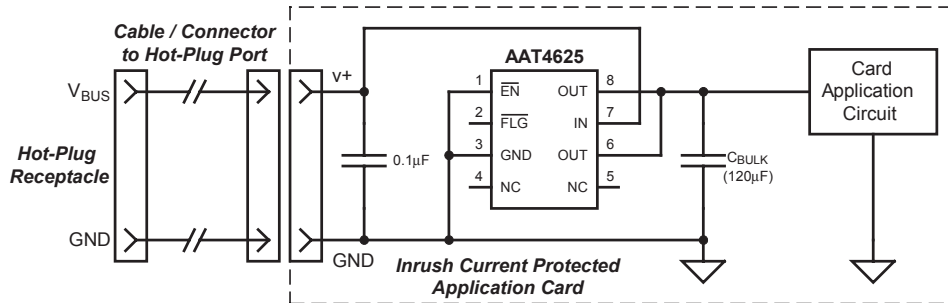 Cable / Connector
to Hot-Plug Port
V+
VBUS
Hot-Plug
Receptacle
GND
GND
0.1μF
AAT4625
1 EN OUT 8
2 FLG IN 7
3 GND OUT 6
4 NC NC 5
CBULK
(120μF)
Card
Application
Circuit
Inrush Current Protected
Application Card